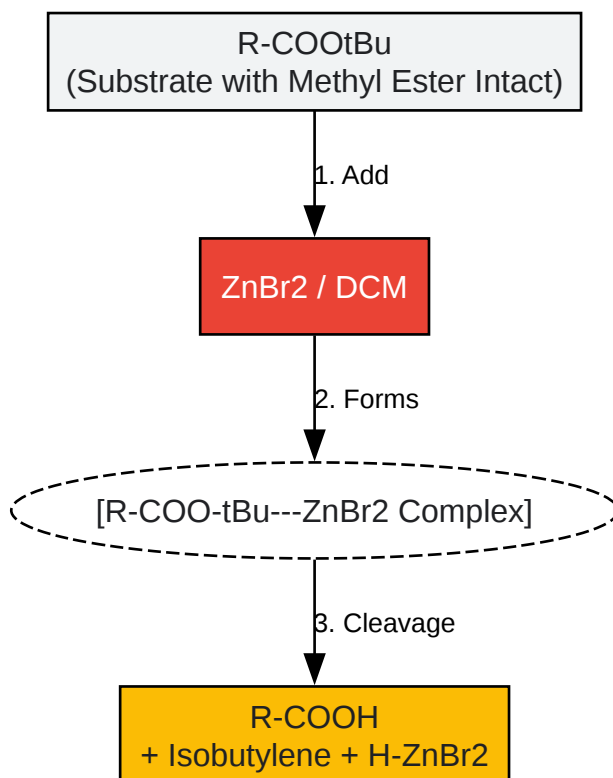 R-COOtBu
(Substrate with Methyl Ester Intact)
1. Add
ZnBr2 / DCM
2. Forms
[R-COO-tBu---ZnBr2 Complex]
3. Cleavage
R-COOH
+ Isobutylene + H-ZnBr2